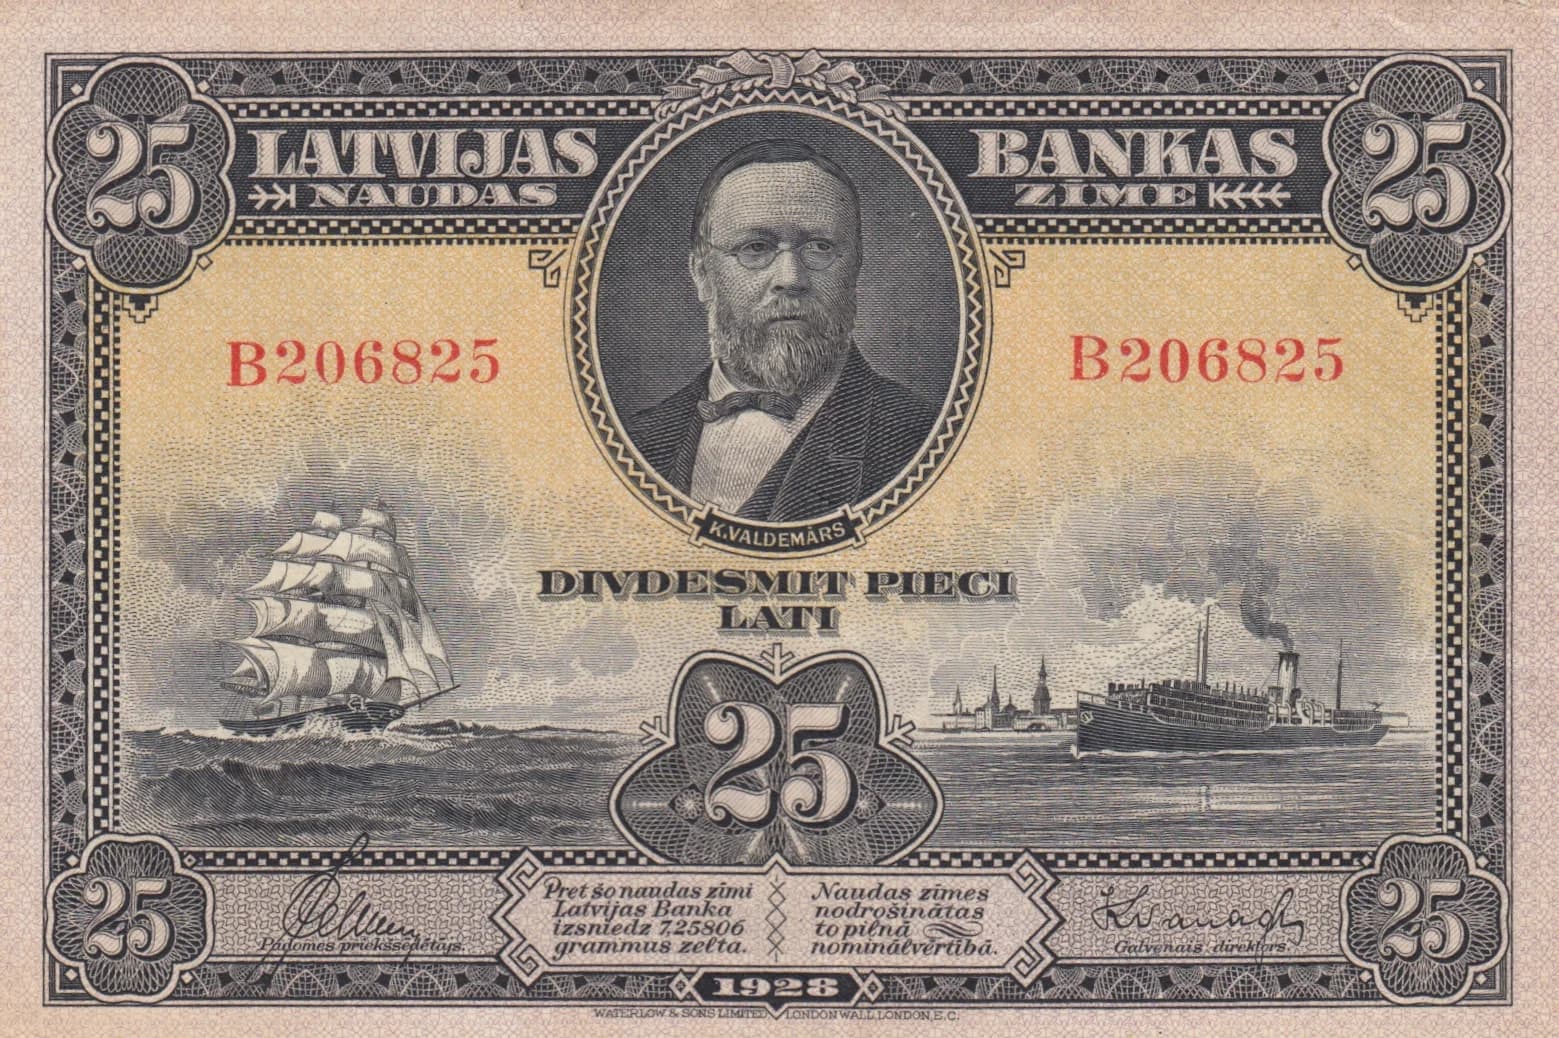 25 LATVIJAS BANKAS 25
NAUDAS ZIME
B206825 B206825
K.VALDEMĀRS
DIVDESMIT PIECI
LATI
25
Pret šo naudas zīmi
Latvijas Banka
izsniedz 7.25806
grammus zelta.
Naudas zīmes
nodrošinātas
to pilnā
nominālvērtībā.
25
Padomes priekšsēdētājs.
Galvenais direktors.
25
1928
WATERLOW & SONS LIMITED, LONDON WALL, LONDON, E.C.